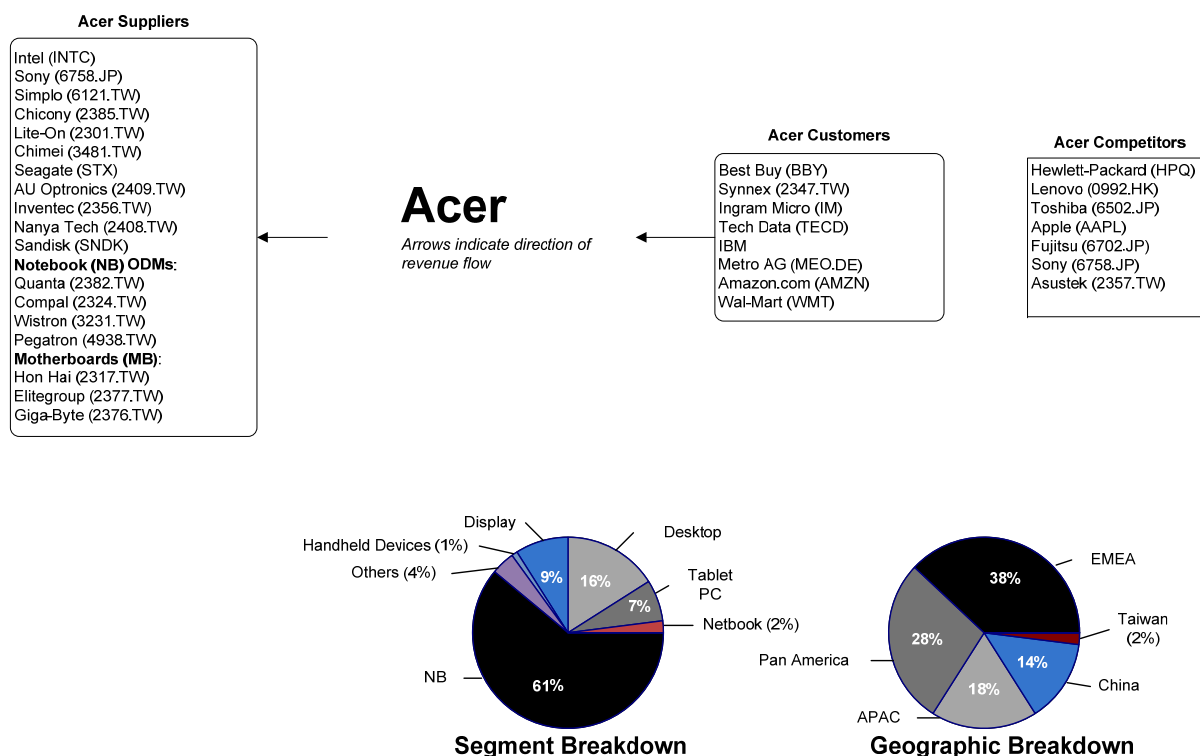 Acer Suppliers
Intel (INTC)
Sony (6758.JP)
Simplo (6121.TW)
Chicony (2385.TW)
Lite-On (2301.TW)
Chimei (3481.TW)
Seagate (STX)
AU Optronics (2409.TW)
Inventec (2356.TW)
Nanya Tech (2408.TW)
Sandisk (SNDK)
Notebook (NB) ODMs:
Quanta (2382.TW)
Compal (2324.TW)
Wistron (3231.TW)
Pegatron (4938.TW)
Motherboards (MB):
Hon Hai (2317.TW)
Elitegroup (2377.TW)
Giga-Byte (2376.TW)
Acer
Arrows indicate direction of
revenue flow
Acer Customers
Best Buy (BBY)
Synnex (2347.TW)
Ingram Micro (IM)
Tech Data (TECD)
IBM
Metro AG (MEO.DE)
Amazon.com (AMZN)
Wal-Mart (WMT)
Acer Competitors
Hewlett-Packard (HPQ)
Lenovo (0992.HK)
Toshiba (6502.JP)
Apple (AAPL)
Fujitsu (6702.JP)
Sony (6758.JP)
Asustek (2357.TW)
Display
Desktop
Handheld Devices (1%)
Others (4%)
9%
16%
Tablet
PC
7%
Netbook (2%)
NB
61%
Segment Breakdown
EMEA
38%
Taiwan
(2%)
28%
Pan America
14%
China
18%
APAC
Geographic Breakdown